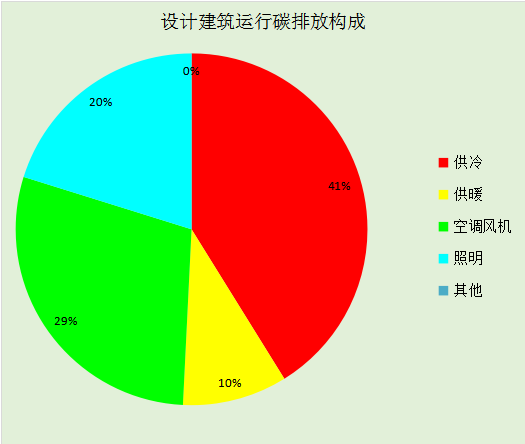 设计建筑运行碳排放构成
0%
20%
41%
29%
10%
供冷
供暖
空调风机
照明
其他